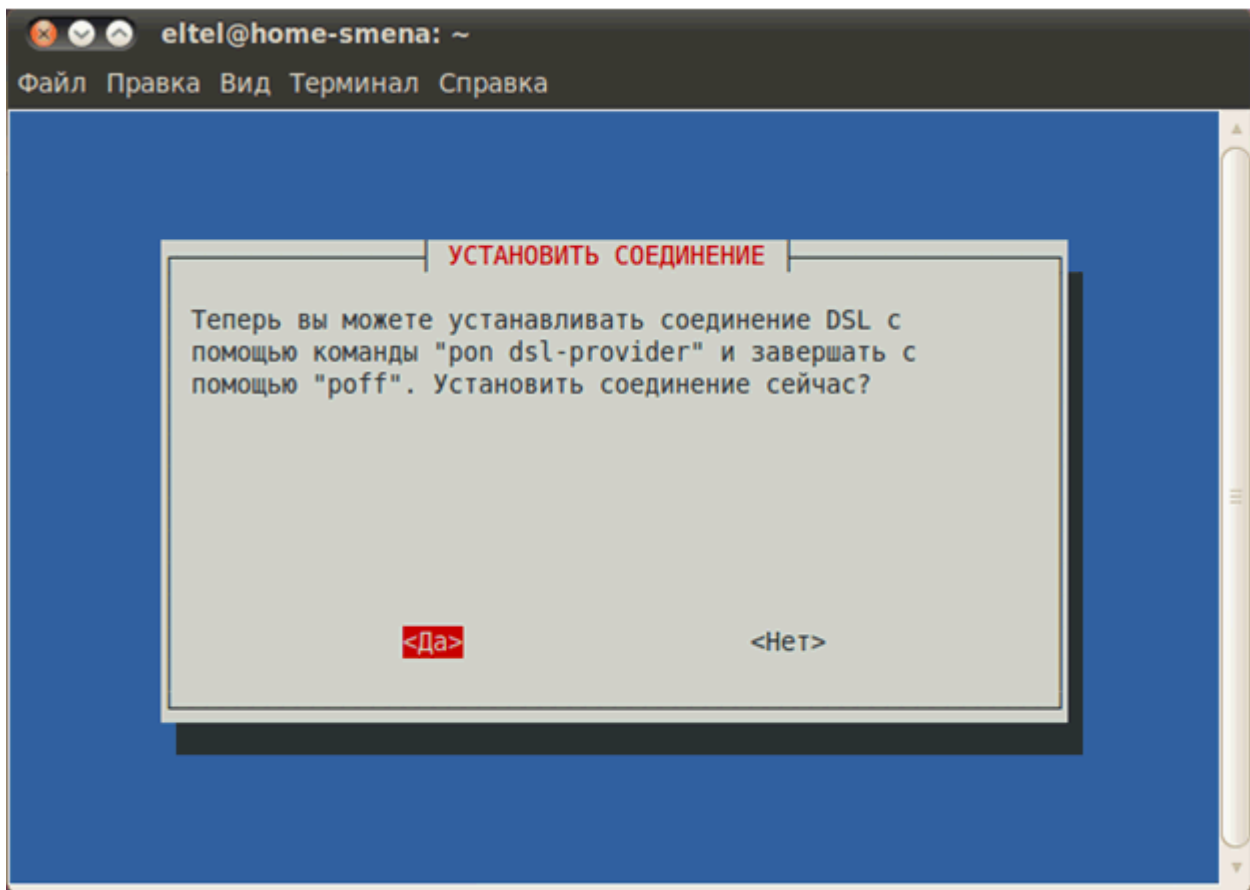 eltel@home-smena: ~
Файл Правка Вид Терминал Справка
УСТАНОВИТЬ СОЕДИНЕНИЕ
Теперь вы можете устанавливать соединение DSL с
помощью команды "pon dsl-provider" и завершать с
помощью "poff". Установить соединение сейчас?
<Да> <Нет>